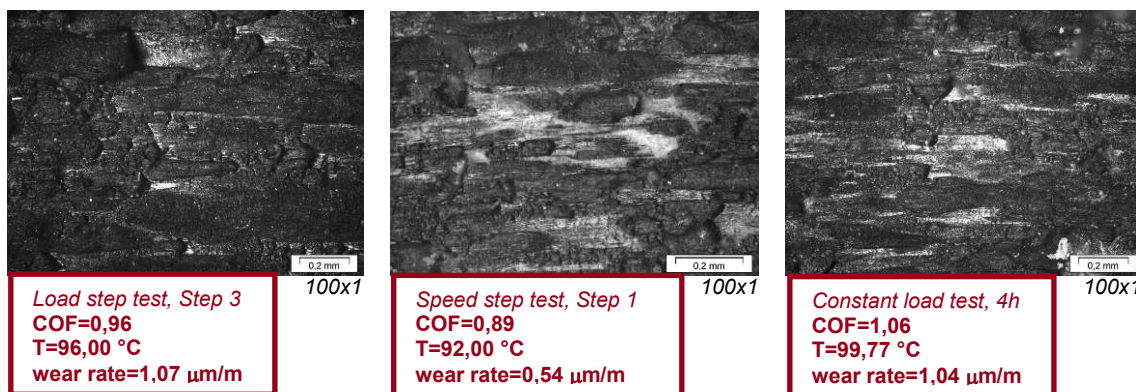 0,2 mm
0,2 mm
0,2 mm
100x1
100x1
100x1
Load step test, Step 3
COF=0,96
T=96,00 °C
wear rate=1,07 μm/m
Speed step test, Step 1
COF=0,89
T=92,00 °C
wear rate=0,54 μm/m
Constant load test, 4h
COF=1,06
T=99,77 °C
wear rate=1,04 μm/m